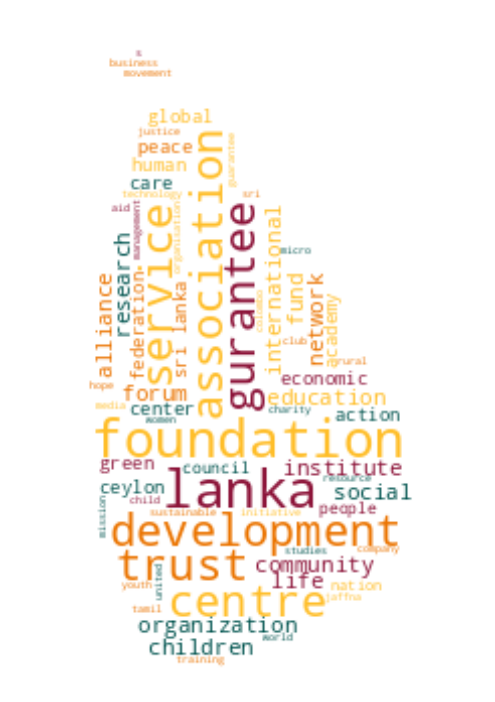 s
business
movement
global
justice
peace
human
care
technology
aid
management
organisation
service
association
guarantee
sri
gurantee
international
micro
research
alliance
federation
sri lanka
colombo
fund
network
academy
club
rural
hope
forum
economic
education
media
center
women
charity
action
foundation
green
council
institute
resource
ceylon
lanka
social
mission
child
sustainable
initiative
people
development
trust
studies
company
community
life
youth
united
nation
centre
jaffna
tamil
organization
world
children
training